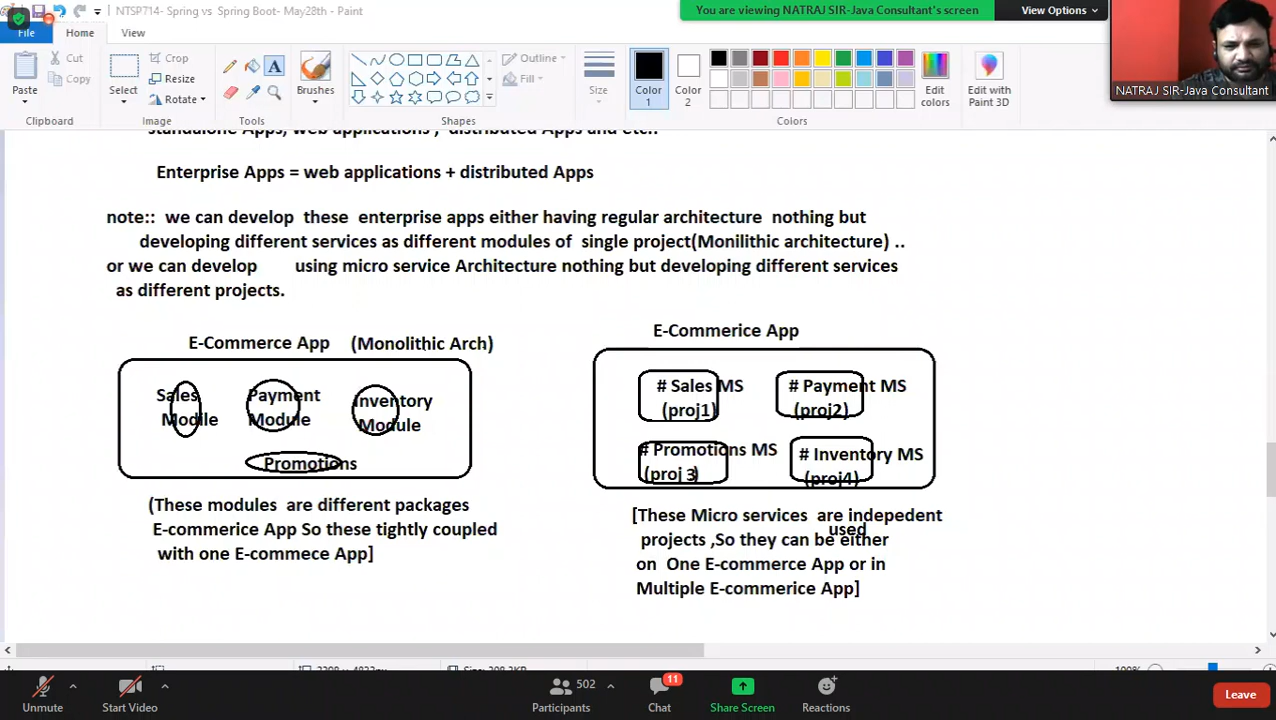 NTSP714- Spring vs Spring Boot- May28th - Paint
You are viewing NATRAJ SIR-Java Consultant's screen
View Options
File
Home
View
Paste
Cut
Copy
Clipboard
Select
Crop
Resize
Rotate
Image
Tools
Brushes
Outline
Fill
Shapes
Size
Color
1
Color
2
Colors
Edit
colors
Edit with
Paint 3D
NATRAJ SIR-Java Consultant
standalone Apps, web applications , distributed Apps and etc..
Enterprise Apps = web applications + distributed Apps
note:: we can develop these enterprise apps either having regular architecture nothing but
developing different services as different modules of single project(Monilithic architecture) ..
or we can develop using micro service Architecture nothing but developing different services
as different projects.
E-Commerce App (Monolithic Arch)
Sales
Modile
Payment
Module
Inventory
Module
Promotions
(These modules are different packages
E-commerice App So these tightly coupled
with one E-commece App]
E-Commerice App
# Sales MS
(proj1)
# Payment MS
(proj2)
# Promotions MS
(proj 3)
# Inventory MS
(proj4)
[These Micro services are indepedent
used
projects ,So they can be either
on One E-commerce App or in
Multiple E-commerice App]
100%
Unmute
Start Video
502
Participants
11
Chat
Share Screen
Reactions
Leave